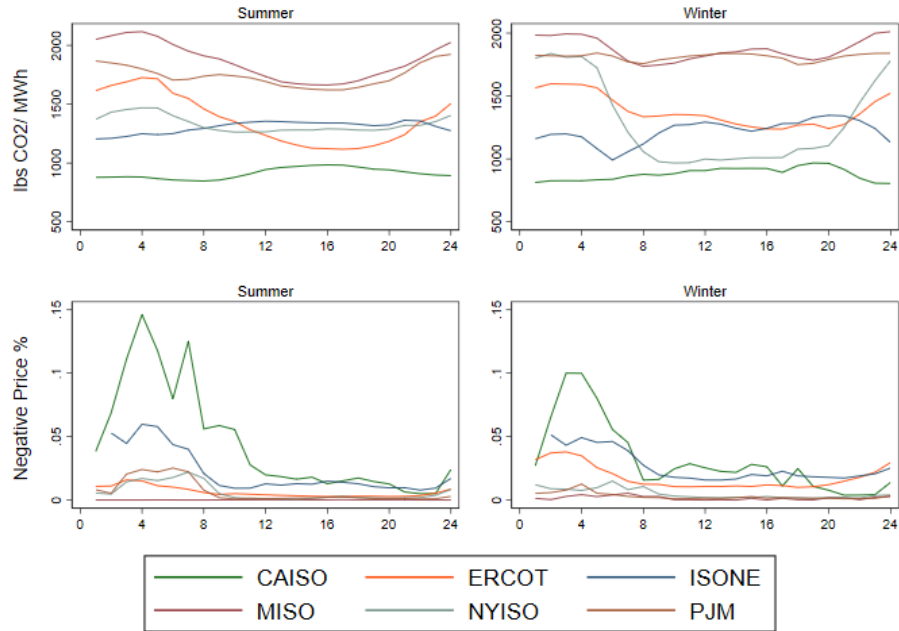 Summer
Winter
lbs CO2/ MWh
2000
1500
1000
500
0 4 8 12 16 20 24
2000
1500
1000
500
0 4 8 12 16 20 24
Summer
Winter
Negative Price %
.15
.1
.05
0
0 4 8 12 16 20 24
.15
.1
.05
0
0 4 8 12 16 20 24
CAISO ERCOT ISONE
MISO NYISO PJM